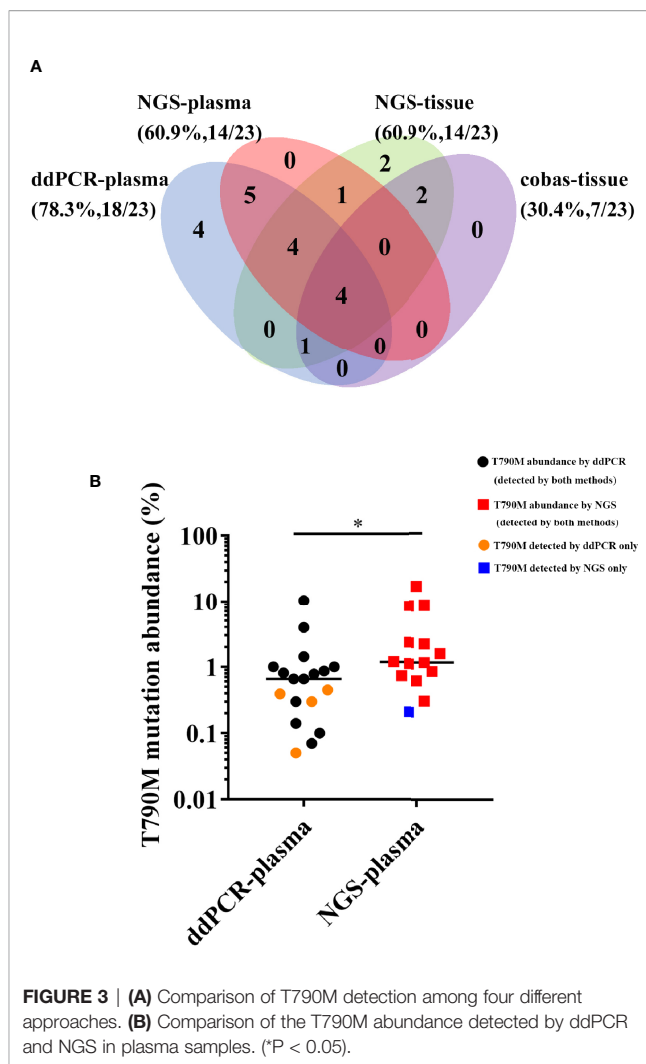 A
NGS-plasma
(60.9%,14/23)
NGS-tissue
(60.9%,14/23)
ddPCR-plasma
(78.3%,18/23)
cobas-tissue
(30.4%,7/23)
0
2
5
1
2
4
0
4
0
4
0
0
1
0
0
B
T790M abundance by ddPCR
(detected by both methods)
T790M abundance by NGS
(detected by both methods)
T790M detected by ddPCR only
T790M detected by NGS only
T790M mutation abundance (%)
*
100
10
1
0.1
0.01
ddPCR-plasma
NGS-plasma
FIGURE 3 | (A) Comparison of T790M detection among four different
approaches. (B) Comparison of the T790M abundance detected by ddPCR
and NGS in plasma samples. (*P < 0.05).